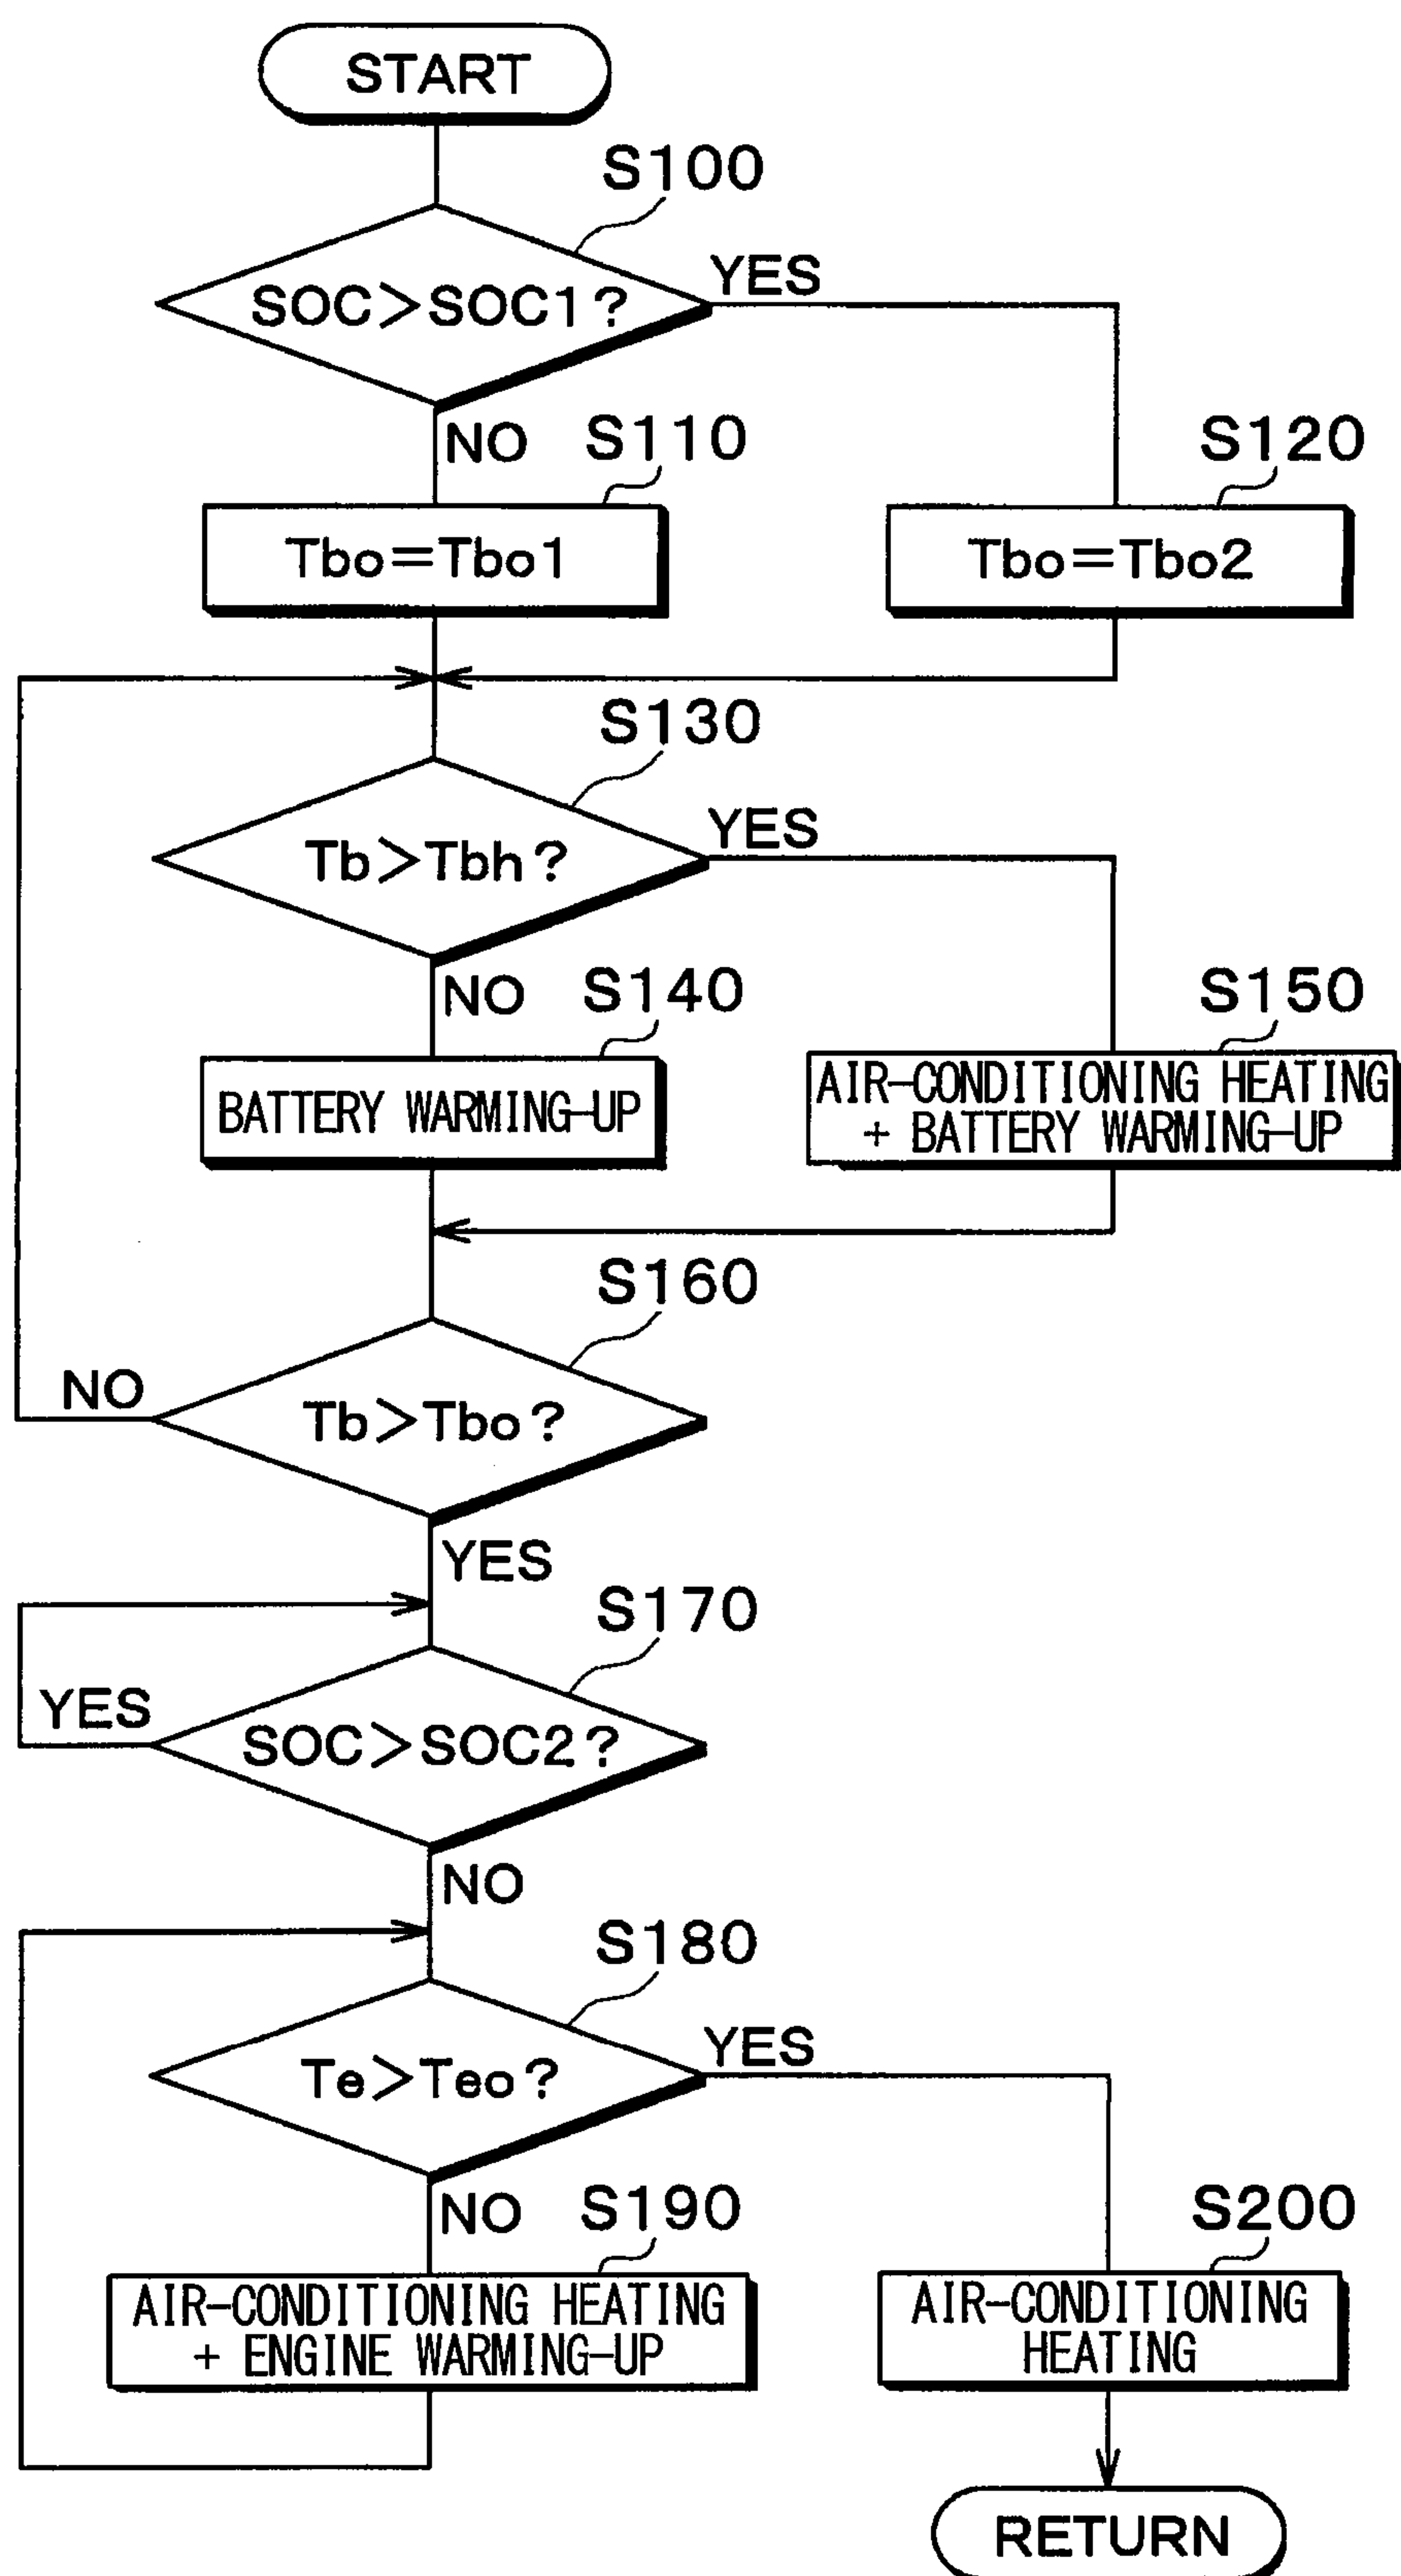 START
S100
SOC>SOC1?
YES
NO
S110
S120
Tbo=Tbo1
Tbo=Tbo2
S130
Tb>Tbh?
YES
NO
S140
S150
BATTERY WARMING-UP
AIR-CONDITIONING HEATING
+ BATTERY WARMING-UP
S160
Tb>Tbo?
NO
YES
S170
SOC>SOC2?
YES
NO
S180
Te>Teo?
YES
NO
S190
S200
AIR-CONDITIONING HEATING
+ ENGINE WARMING-UP
AIR-CONDITIONING
HEATING
RETURN